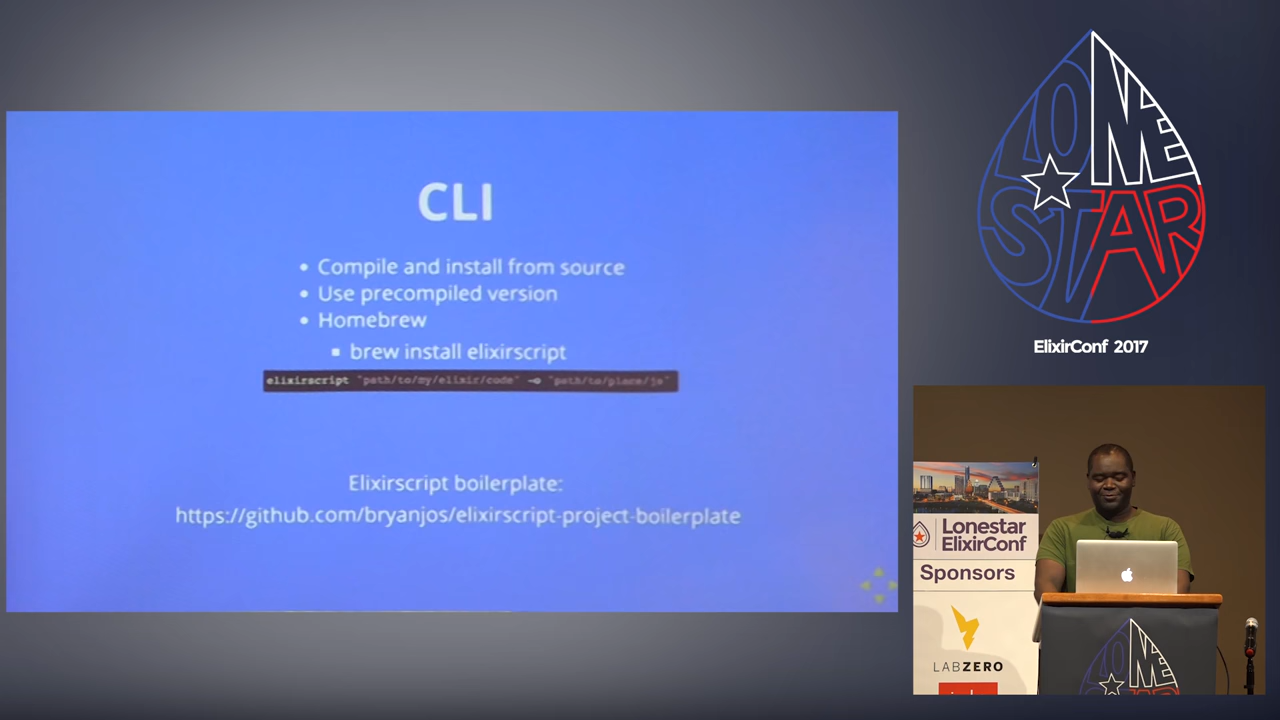 CLI
• Compile and install from source
• Use precompiled version
• Homebrew
▪ brew install elixirscript
elixirscript "path/to/my/elixir/code" -o "path/to/place/js"
Elixirscript boilerplate:
https://github.com/bryanjos/elixirscript-project-boilerplate
LONE
STAR
ElixirConf 2017
Lonestar
ElixirConf
Sponsors
LABZERO
LONE
STAR